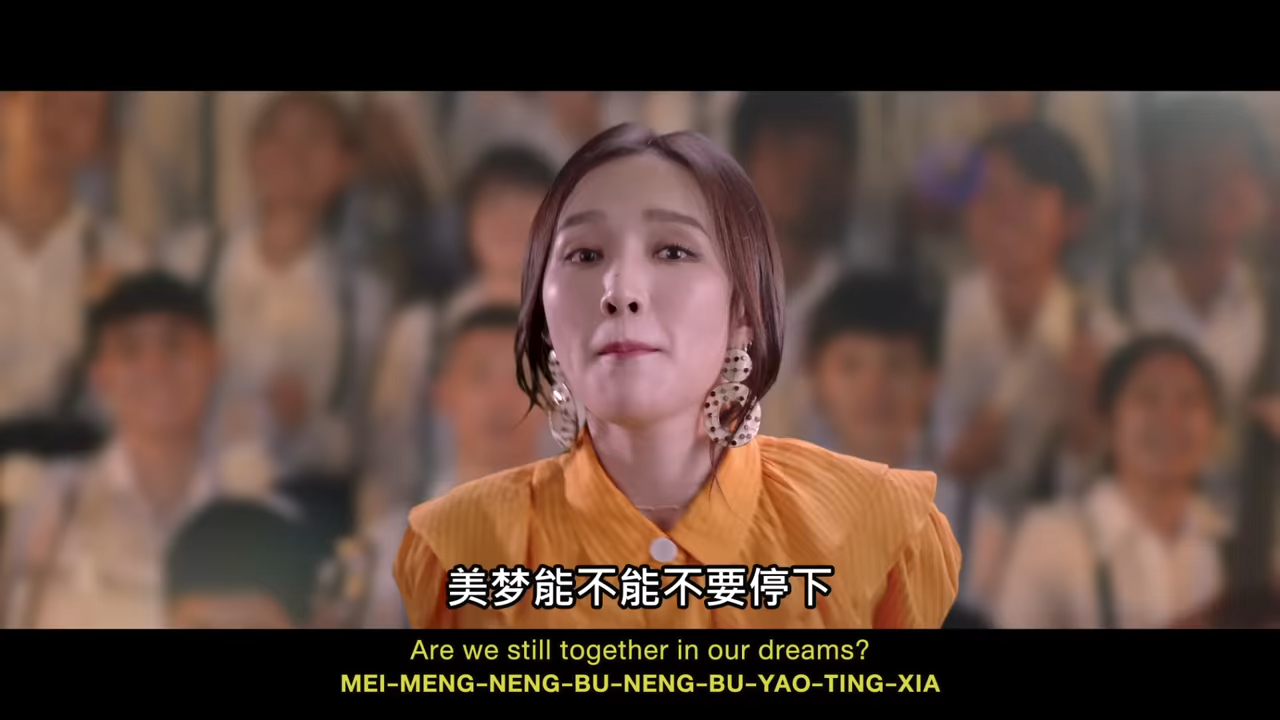 美梦能不能不要停下
Are we still together in our dreams?
MEI-MENG-NENG-BU-NENG-BU-YAO-TING-XIA